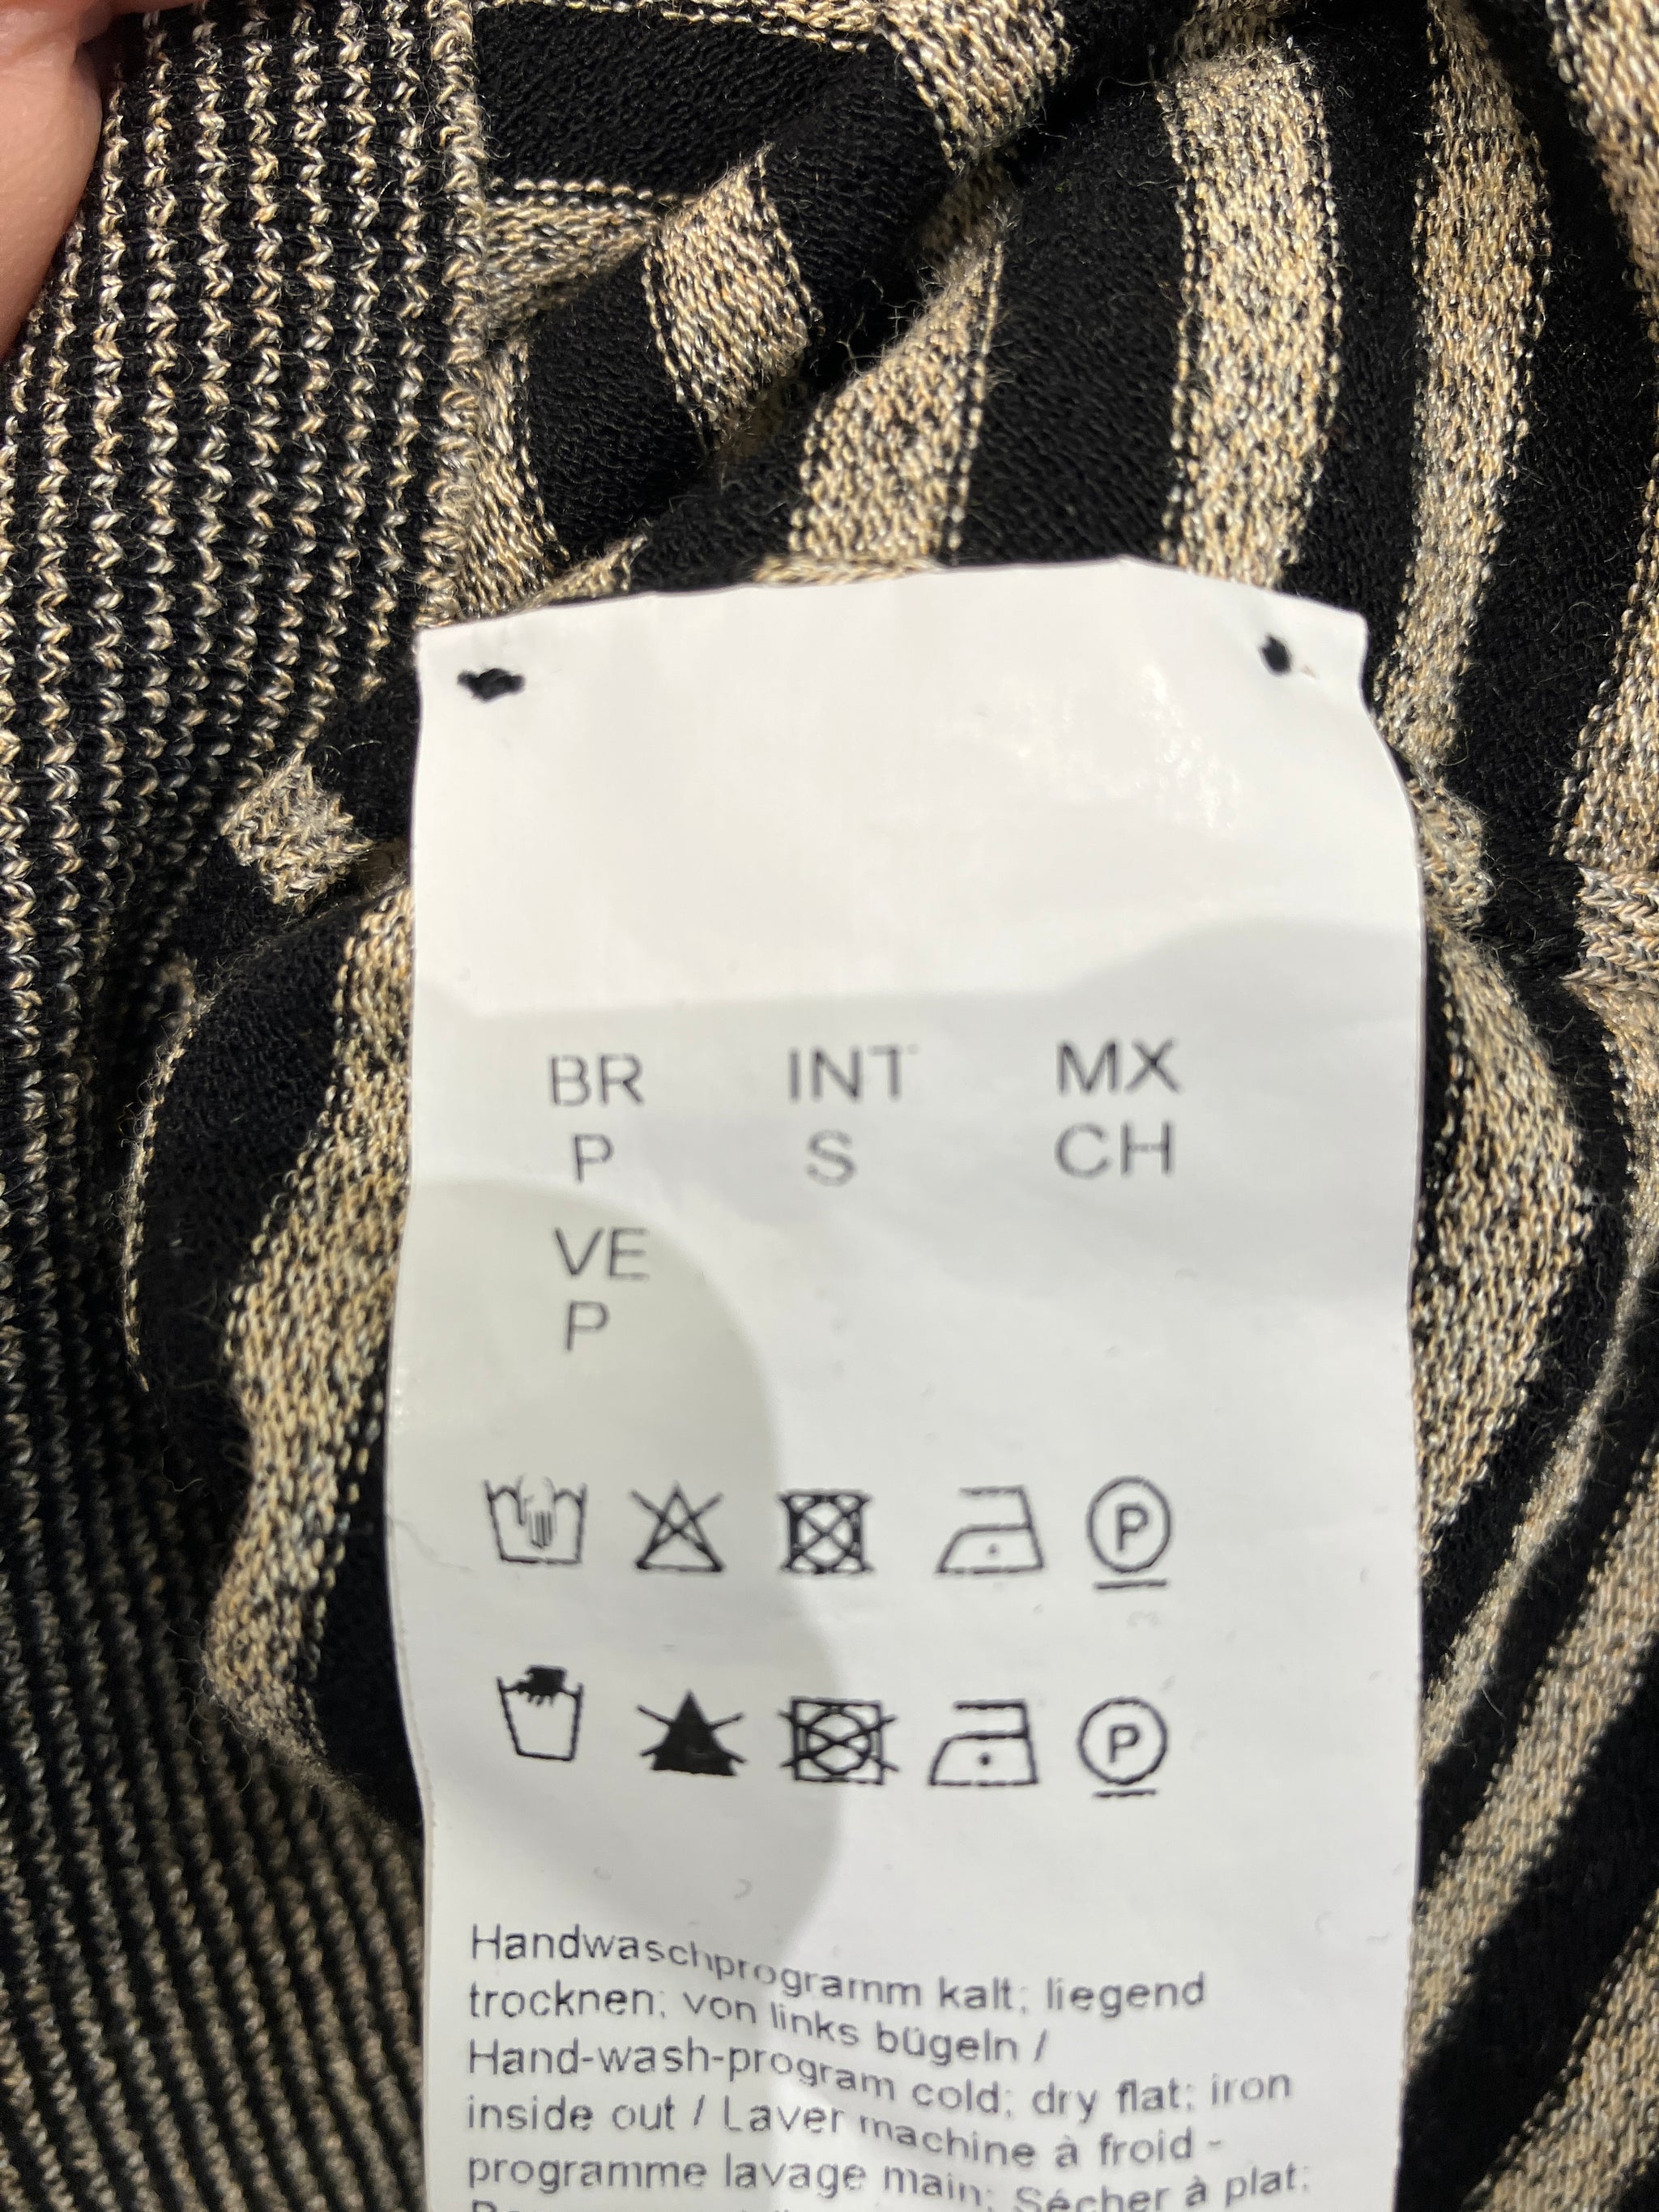 BR INT MX
P S CH
VE
P
P
P
Handwaschprogramm kalt; liegend
trocknen; von links bügeln /
Hand-wash-program cold; dry flat; iron
inside out / Laver machine à froid -
programme lavage main; Sécher à plat;